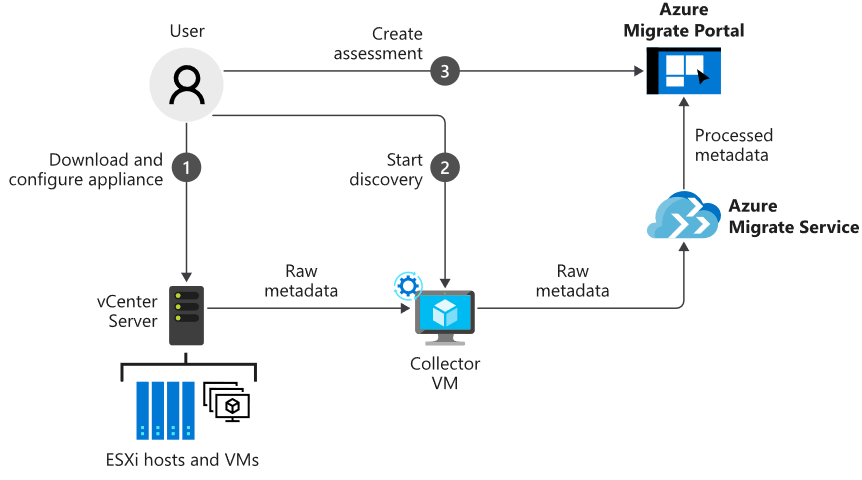 User
Create
assessment
3
Azure
Migrate Portal
Download and
configure appliance
1
Start
discovery
2
Processed
metadata
Azure
Migrate Service
vCenter
Server
Raw
metadata
Raw
metadata
Collector
VM
ESXi hosts and VMs